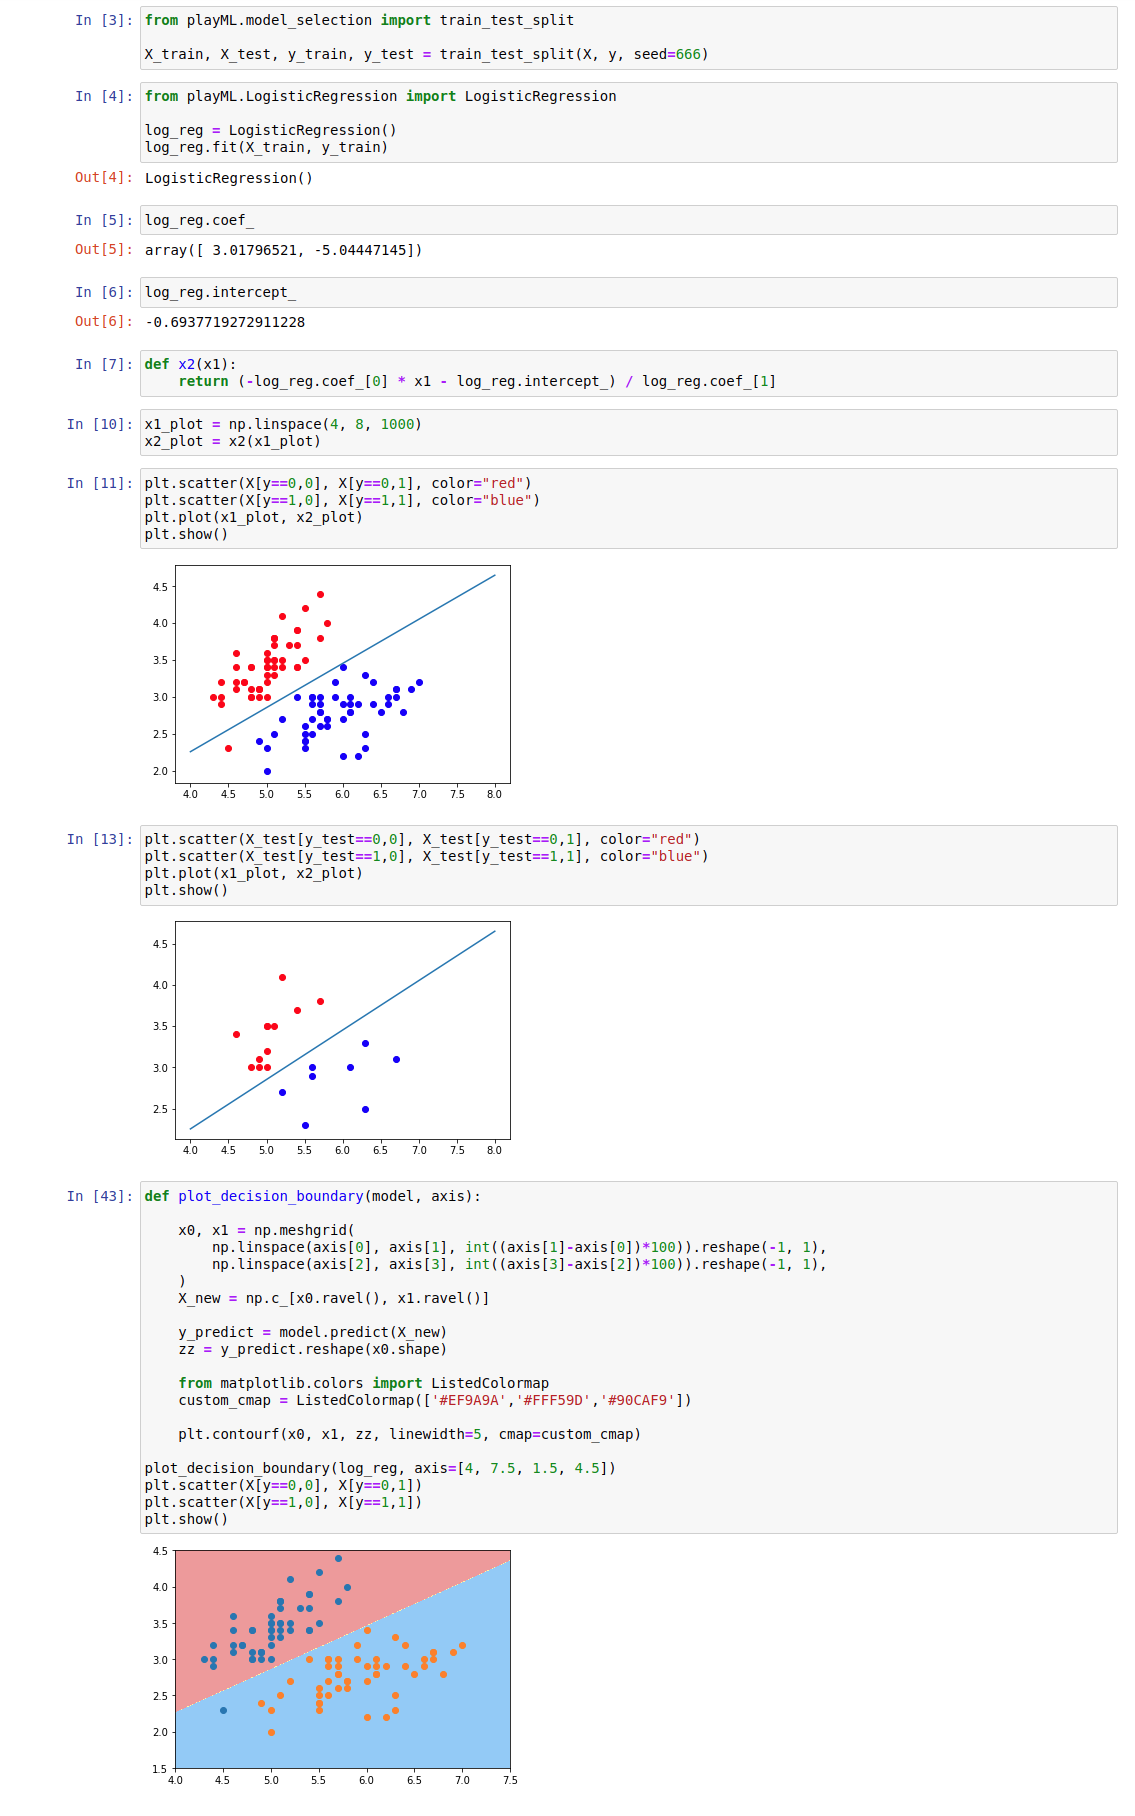 In [3]: from playML.model_selection import train_test_split
X_train, X_test, y_train, y_test = train_test_split(X, y, seed=666)
In [4]: from playML.LogisticRegression import LogisticRegression
log_reg = LogisticRegression()
log_reg.fit(X_train, y_train)
Out[4]: LogisticRegression()
In [5]: log_reg.coef_
Out[5]: array([ 3.01796521, -5.04447145])
In [6]: log_reg.intercept_
Out[6]: -0.6937719272911228
In [7]: def x2(x1):
    return (-log_reg.coef_[0] * x1 - log_reg.intercept_) / log_reg.coef_[1]
In [10]: x1_plot = np.linspace(4, 8, 1000)
x2_plot = x2(x1_plot)
In [11]: plt.scatter(X[y==0,0], X[y==0,1], color="red")
plt.scatter(X[y==1,0], X[y==1,1], color="blue")
plt.plot(x1_plot, x2_plot)
plt.show()
4.5
4.0
3.5
3.0
2.5
2.0
4.0 4.5 5.0 5.5 6.0 6.5 7.0 7.5 8.0
In [13]: plt.scatter(X_test[y_test==0,0], X_test[y_test==0,1], color="red")
plt.scatter(X_test[y_test==1,0], X_test[y_test==1,1], color="blue")
plt.plot(x1_plot, x2_plot)
plt.show()
4.5
4.0
3.5
3.0
2.5
4.0 4.5 5.0 5.5 6.0 6.5 7.0 7.5 8.0
In [43]: def plot_decision_boundary(model, axis):
    x0, x1 = np.meshgrid(
        np.linspace(axis[0], axis[1], int((axis[1]-axis[0])*100)).reshape(-1, 1),
        np.linspace(axis[2], axis[3], int((axis[3]-axis[2])*100)).reshape(-1, 1),
    )
    X_new = np.c_[x0.ravel(), x1.ravel()]
    y_predict = model.predict(X_new)
    zz = y_predict.reshape(x0.shape)
    from matplotlib.colors import ListedColormap
    custom_cmap = ListedColormap(['#EF9A9A','#FFF59D','#90CAF9'])
    plt.contourf(x0, x1, zz, linewidth=5, cmap=custom_cmap)
plot_decision_boundary(log_reg, axis=[4, 7.5, 1.5, 4.5])
plt.scatter(X[y==0,0], X[y==0,1])
plt.scatter(X[y==1,0], X[y==1,1])
plt.show()
4.5
4.0
3.5
3.0
2.5
2.0
1.5
4.0 4.5 5.0 5.5 6.0 6.5 7.0 7.5